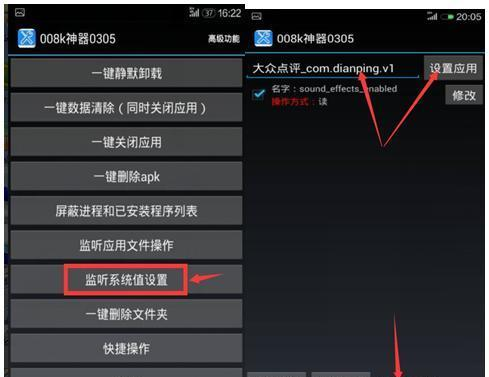 37 16:22
008k神器0305
高级功能
一键静默卸载
一键数据清除（同时关闭应用）
一键关闭应用
一键删除apk
屏蔽进程和已安装程序列表
监听应用文件操作
监听系统值设置
一键删除文件夹
快捷操作
20:05
008k神器0305
大众点评_com.dianping.v1
设置应用
名字：sound_effects_enabled
操作方式：读
修改